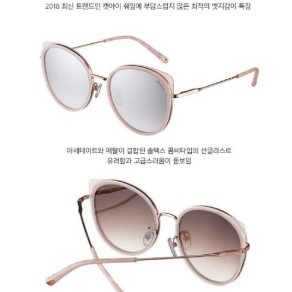 2018 최신 트렌드인 캣아이 쉐입에 부담스럽지 않은 최적의 엣지감이 특징
아세테이트와 메탈이 결합된 솔텍스 콤비타입의 선글라스로
유려함과 고급스러움이 돋보임